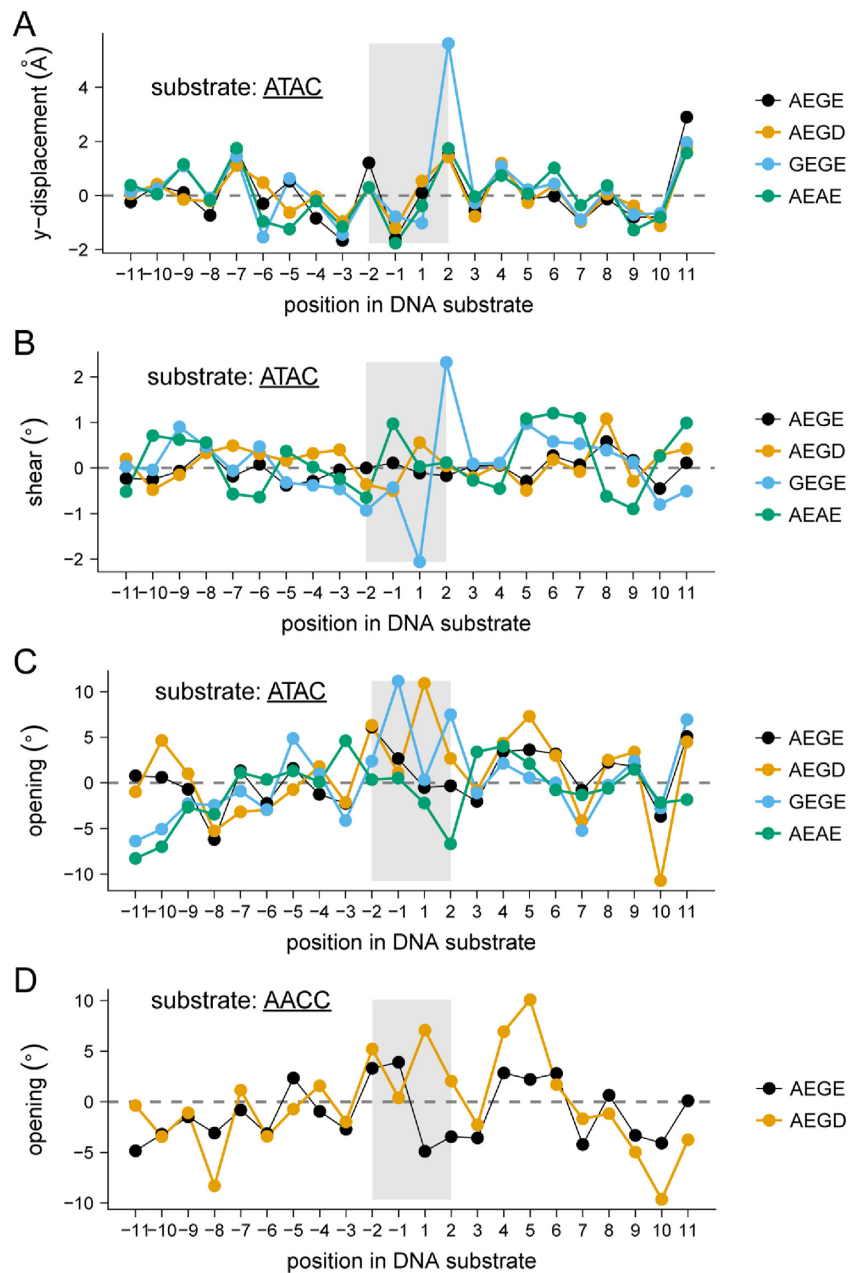 A
substrate: ATAC
y-displacement (Å)
4
2
0
−2
−11 −10 −9 −8 −7 −6 −5 −4 −3 −2 −1 1 2 3 4 5 6 7 8 9 10 11
position in DNA substrate
AEGE
AEGD
GEGE
AEAE
B
substrate: ATAC
shear (°)
2
1
0
−1
−2
−11 −10 −9 −8 −7 −6 −5 −4 −3 −2 −1 1 2 3 4 5 6 7 8 9 10 11
position in DNA substrate
AEGE
AEGD
GEGE
AEAE
C
substrate: ATAC
opening (°)
10
5
0
−5
−10
−11 −10 −9 −8 −7 −6 −5 −4 −3 −2 −1 1 2 3 4 5 6 7 8 9 10 11
position in DNA substrate
AEGE
AEGD
GEGE
AEAE
D
substrate: AACC
opening (°)
10
5
0
−5
−10
−11 −10 −9 −8 −7 −6 −5 −4 −3 −2 −1 1 2 3 4 5 6 7 8 9 10 11
position in DNA substrate
AEGE
AEGD